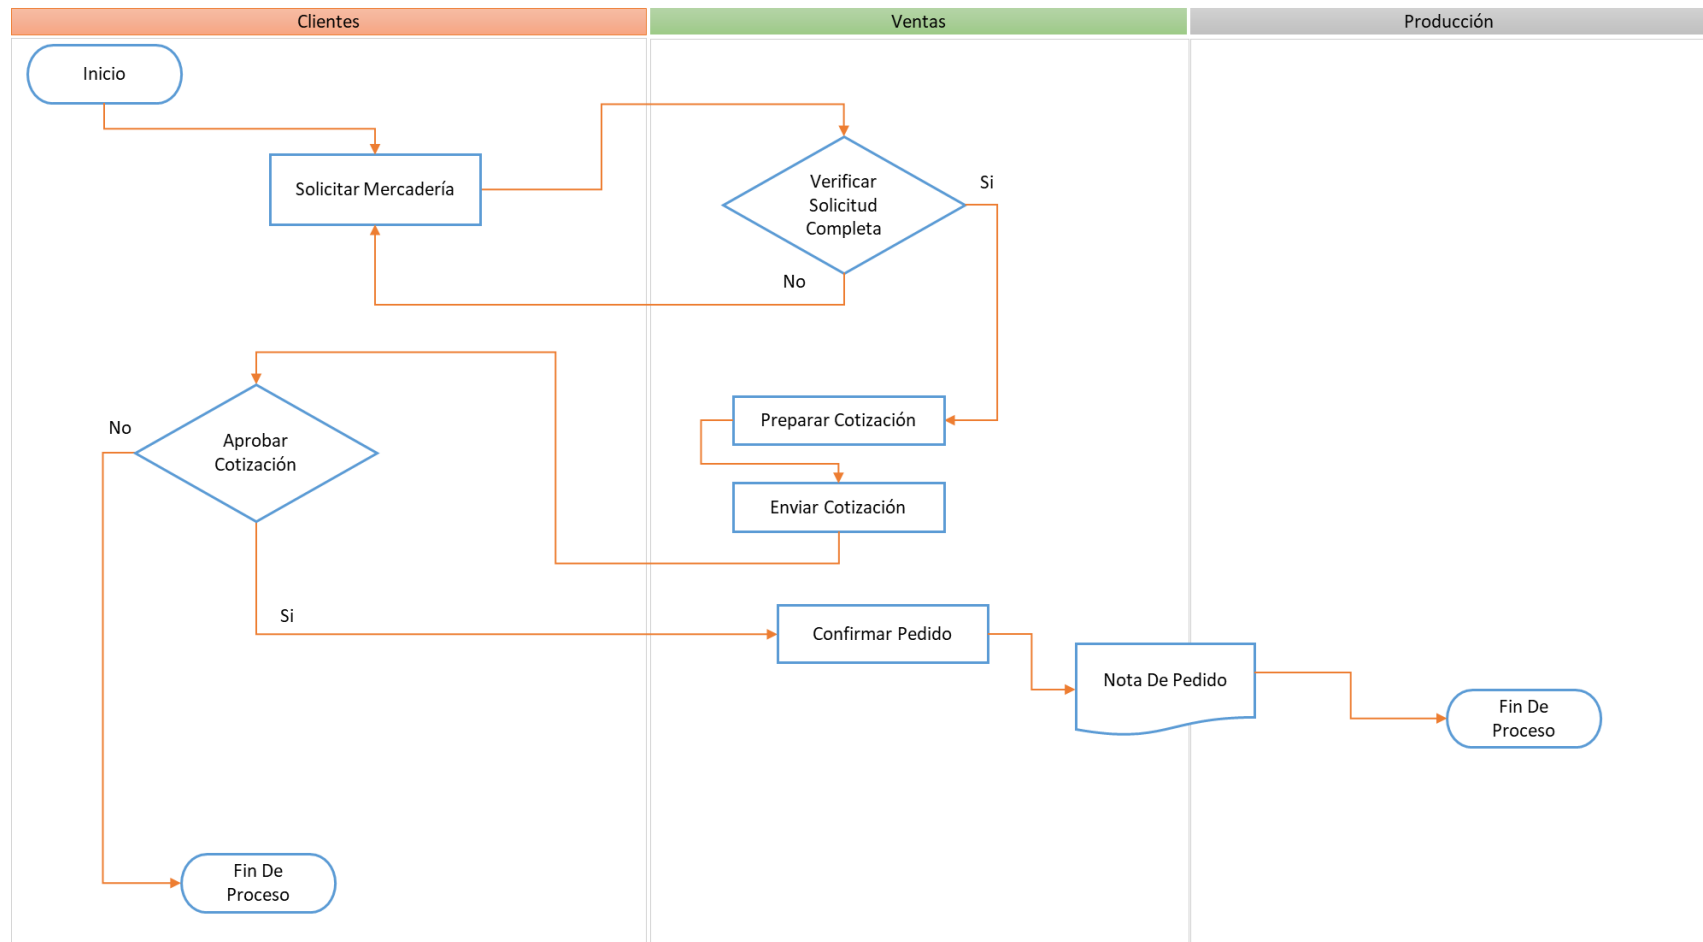 Clientes
Ventas
Producción
Inicio
Solicitar Mercadería
Verificar
Solicitud
Completa
Si
No
Preparar Cotización
Enviar Cotización
Aprobar
Cotización
No
Si
Confirmar Pedido
Nota De Pedido
Fin De
Proceso
Fin De
Proceso